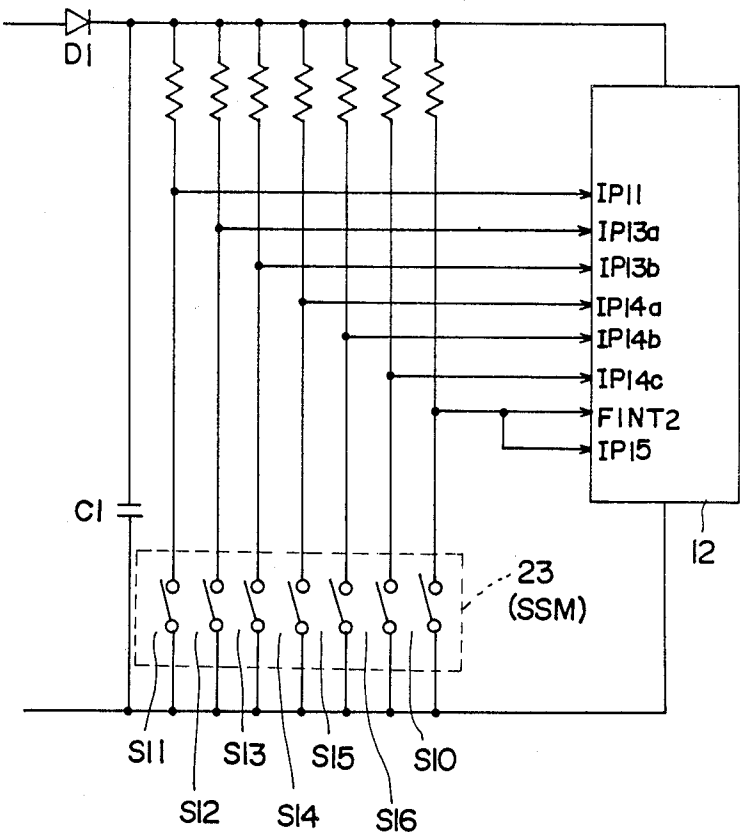 D1
IP11
IP13a
IP13b
IP14a
IP14b
IP14c
FINT2
IP15
C1
12
23
(SSM)
S11
S13
S15
S10
S12
S14
S16